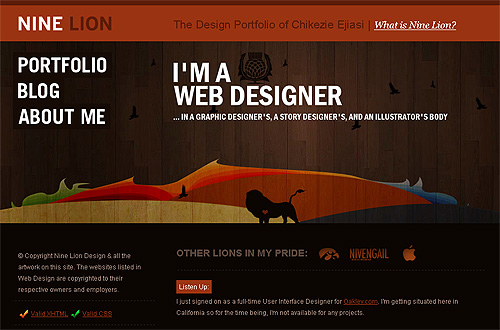 NINE LION
The Design Portfolio of Chikezie Ejiasi | What is Nine Lion?
PORTFOLIO
BLOG
ABOUT ME
I'M A
WEB DESIGNER
... IN A GRAPHIC DESIGNER'S, A STORY DESIGNER'S, AND AN ILLUSTRATOR'S BODY
© Copyright Nine Lion Design & all the
artwork on this site. The websites listed in
Web Design are copyrighted to their
respective owners and employers.
Valid XHTML
Valid CSS
OTHER LIONS IN MY PRIDE:
NIVENGAIL
Listen Up:
I just signed on as a full-time User Interface Designer for Oakley.com. I'm getting situated here in
California so for the time being, I'm not available for any projects.